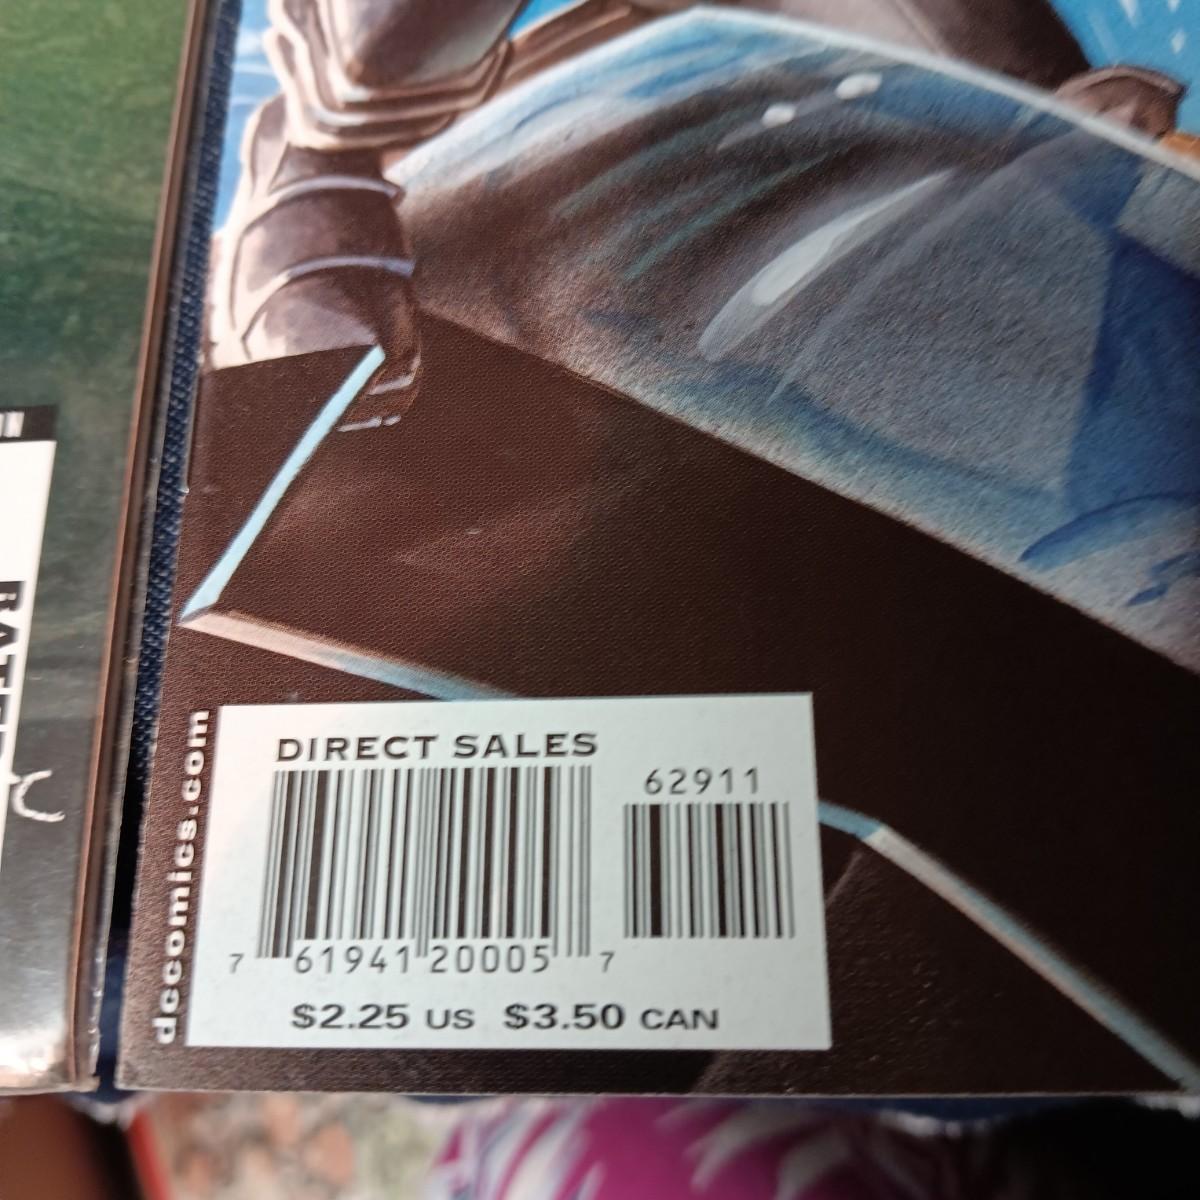 DIRECT SALES
62911
7 61941 20005 7
$2.25 US $3.50 CAN
dccomics.com